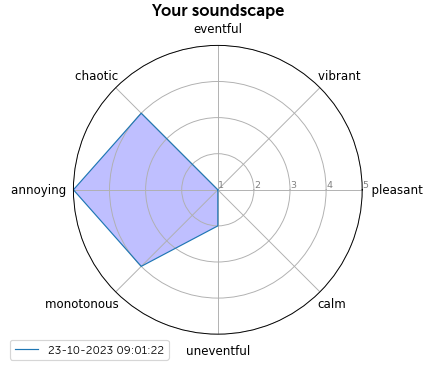 Your soundscape
eventful
chaotic
vibrant
annoying
1 2 3 4 5
pleasant
monotonous
calm
uneventful
23-10-2023 09:01:22